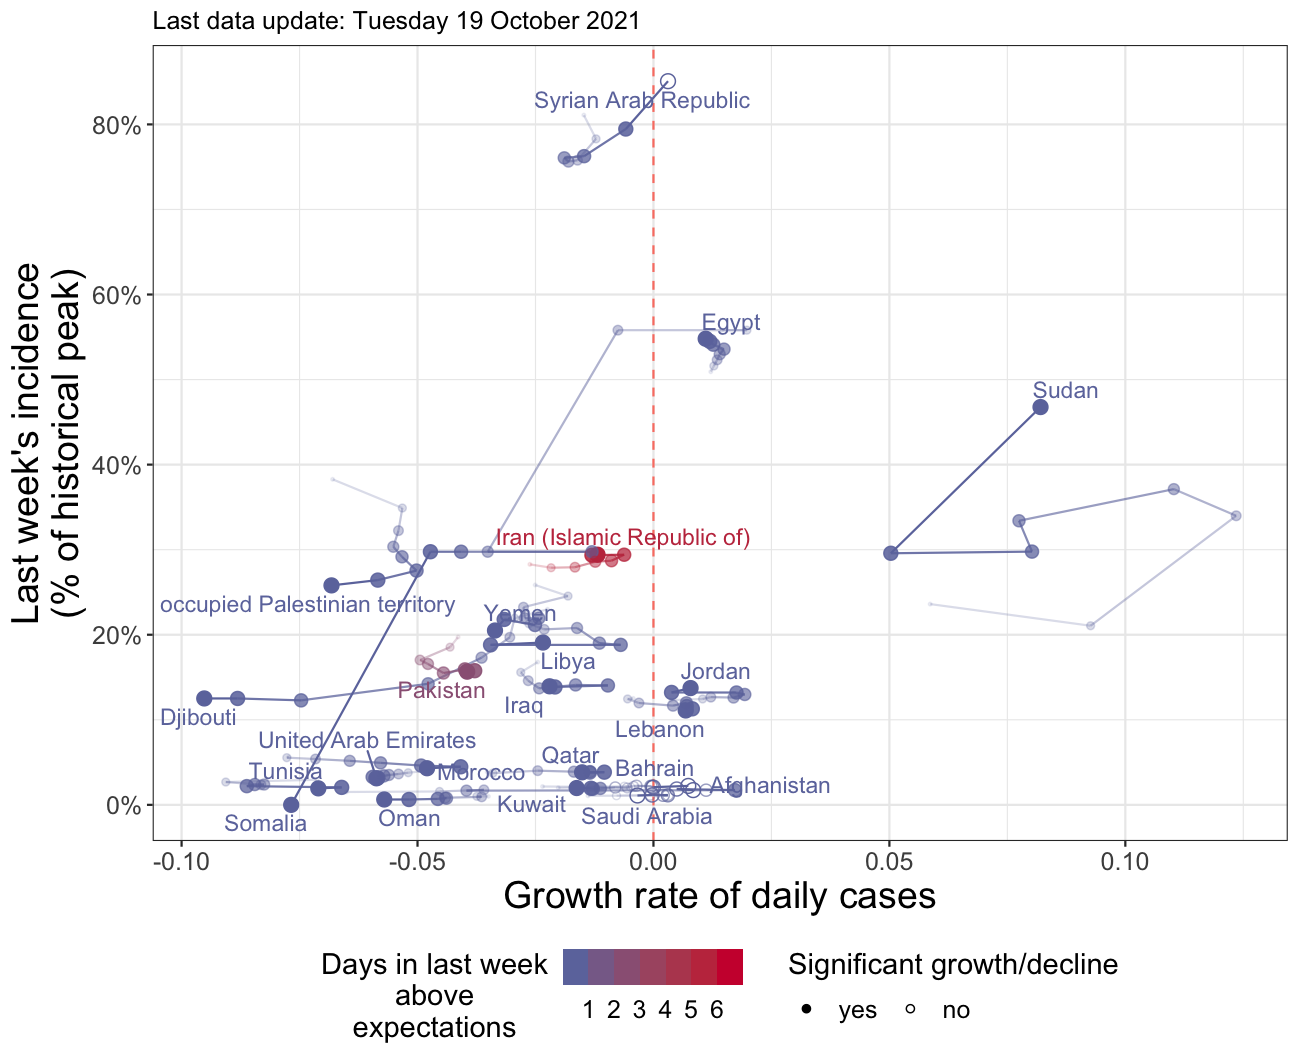 Last data update: Tuesday 19 October 2021
Last week's incidence
(% of historical peak)
80%
60%
40%
20%
0%
Syrian Arab Republic
Egypt
Sudan
Iran (Islamic Republic of)
occupied Palestinian territory
Yemen
Libya
Pakistan
Jordan
Iraq
Djibouti
Lebanon
United Arab Emirates
Qatar
Tunisia
Morocco
Bahrain
Afghanistan
Kuwait
Somalia
Oman
Saudi Arabia
-0.10
-0.05
0.00
0.05
0.10
Growth rate of daily cases
Days in last week
above
expectations
1 2 3 4 5 6
Significant growth/decline
yes no